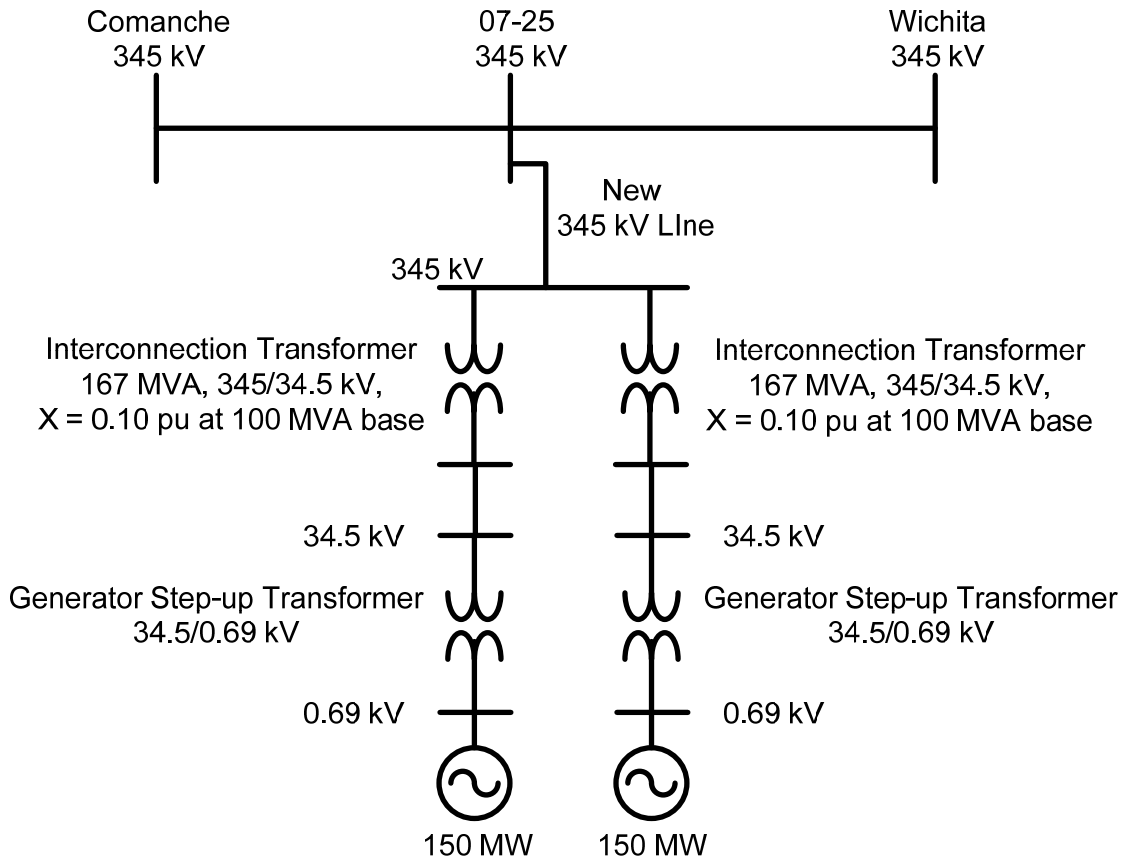 Comanche
345 kV
07-25
345 kV
Wichita
345 kV
New
345 kV LIne
345 kV
Interconnection Transformer
167 MVA, 345/34.5 kV,
X = 0.10 pu at 100 MVA base
Interconnection Transformer
167 MVA, 345/34.5 kV,
X = 0.10 pu at 100 MVA base
34.5 kV
34.5 kV
Generator Step-up Transformer
34.5/0.69 kV
Generator Step-up Transformer
34.5/0.69 kV
0.69 kV
0.69 kV
150 MW
150 MW